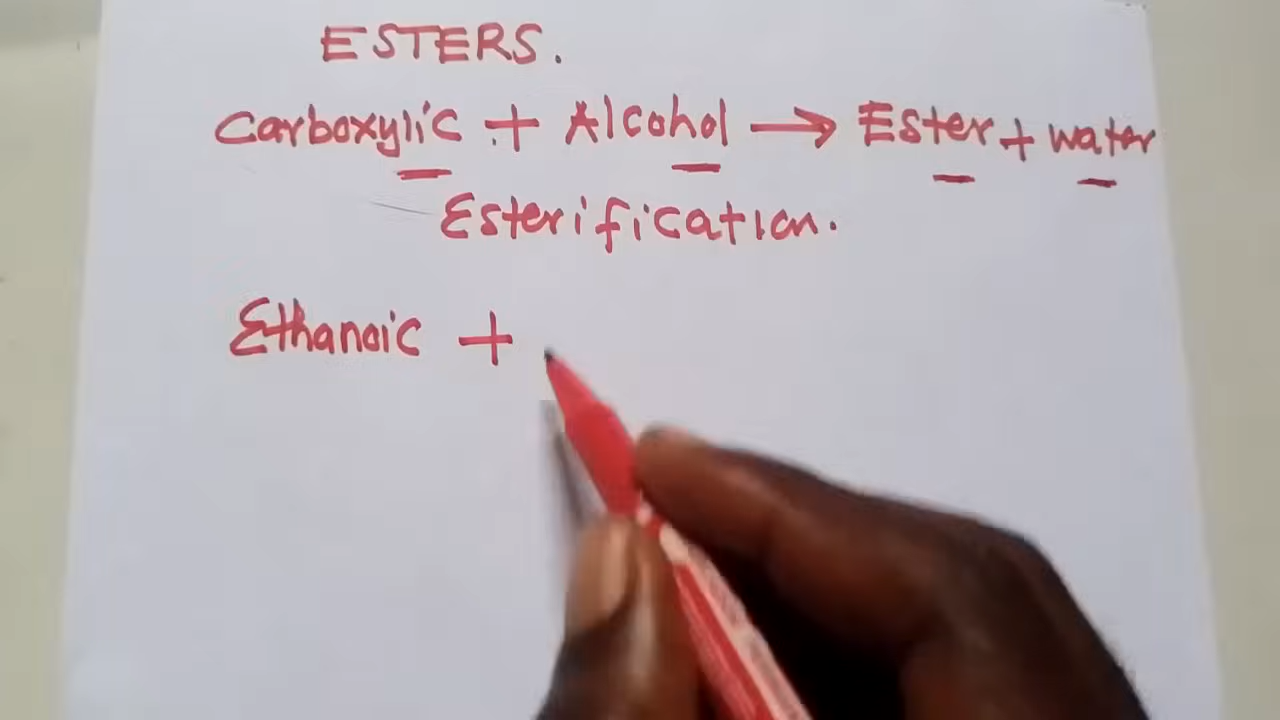 ESTERS.
Carboxylic + Alcohol → Ester + water
Esterification.
Ethanoic +